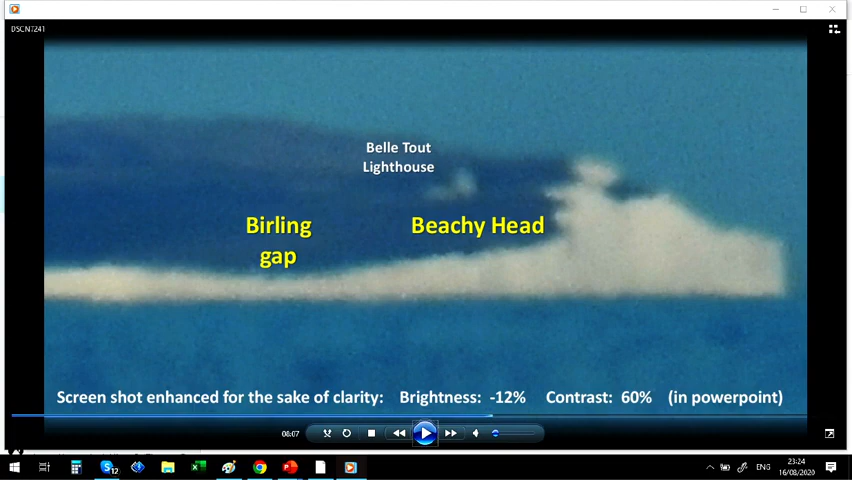 DSCN7241
Belle Tout
Lighthouse
Birling
gap
Beachy Head
Screen shot enhanced for the sake of clarity: Brightness: -12% Contrast: 60% (in powerpoint)
08:07
12
ENG
23:24
16/08/2020